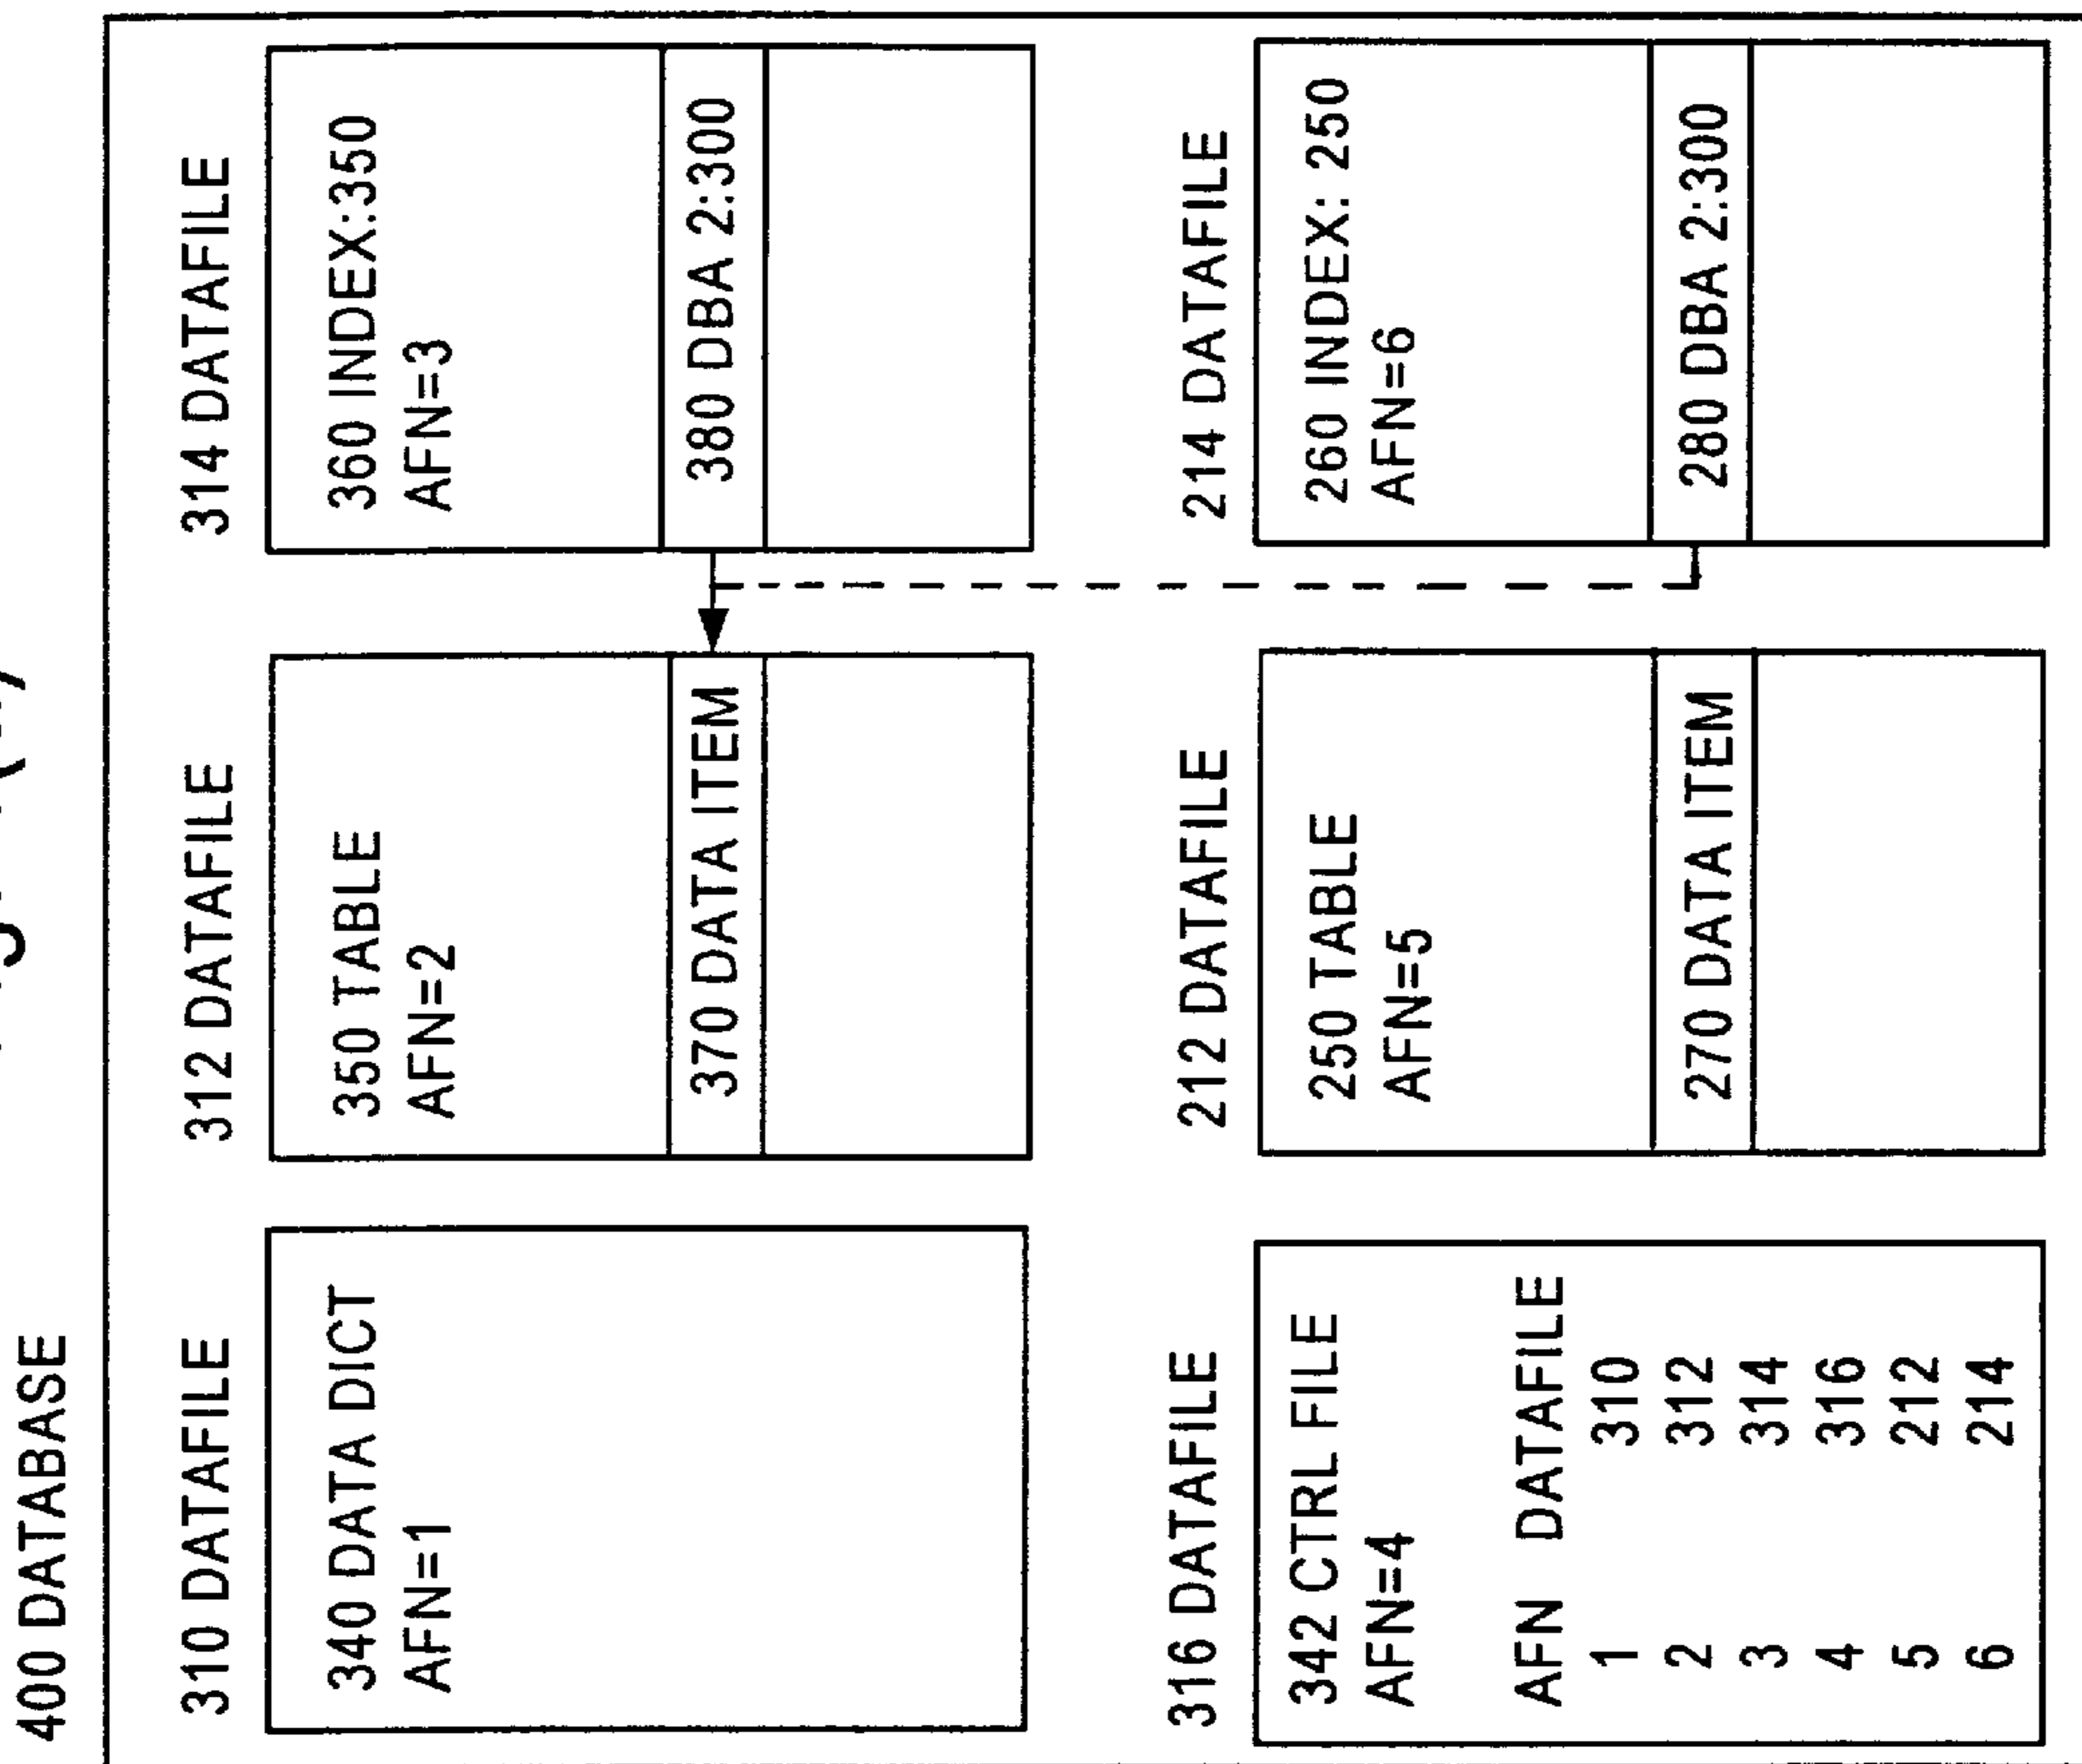 400 DATABASE
310 DATAFILE
340 DATA DICT
AFN=1
312 DATAFILE
350 TABLE
AFN=2
370 DATA ITEM
314 DATAFILE
360 INDEX:350
AFN=3
380 DBA 2:300
316 DATAFILE
342 CTRL FILE
AFN=4
AFN DATAFILE
1 310
2 312
3 314
4 316
5 212
6 214
212 DATAFILE
250 TABLE
AFN=5
270 DATA ITEM
214 DATAFILE
260 INDEX: 250
AFN=6
280 DBA 2:300